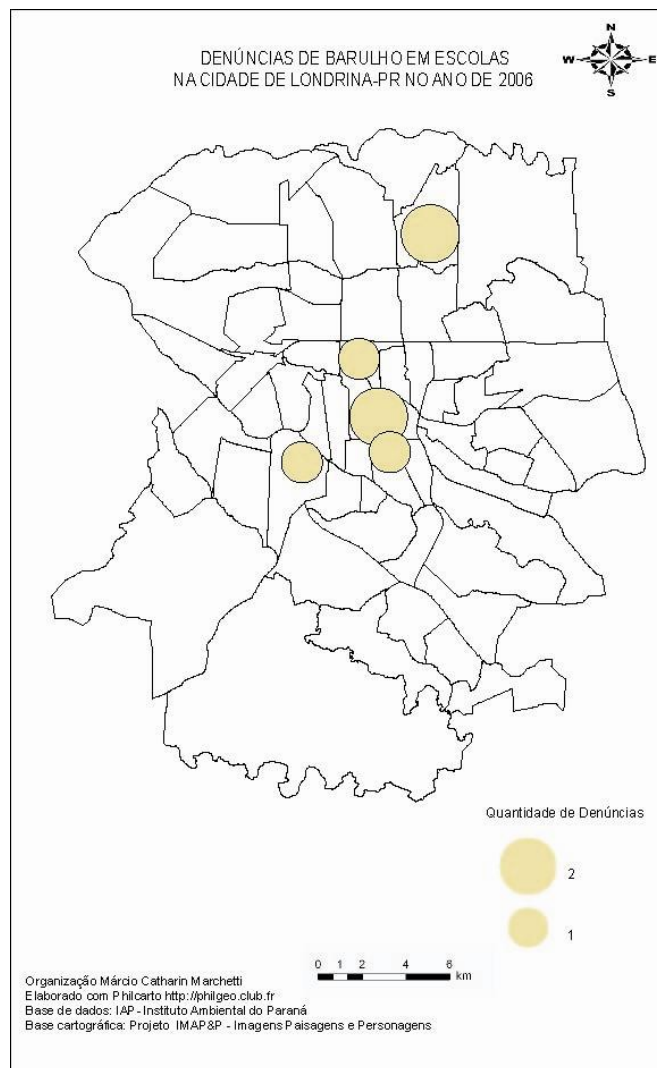 DENÚNCIAS DE BARULHO EM ESCOLAS
NA CIDADE DE LONDRINA-PR NO ANO DE 2006
N
W E
S
Quantidade de Denúncias
2
1
0 1 2 4 6
km
Organização Márcio Catharin Marchetti
Elaborado com Philcarto http://philgeo.club.fr
Base de dados: IAP - Instituto Ambiental do Paraná
Base cartográfica: Projeto IMAP&P - Imagens Paisagens e Personagens